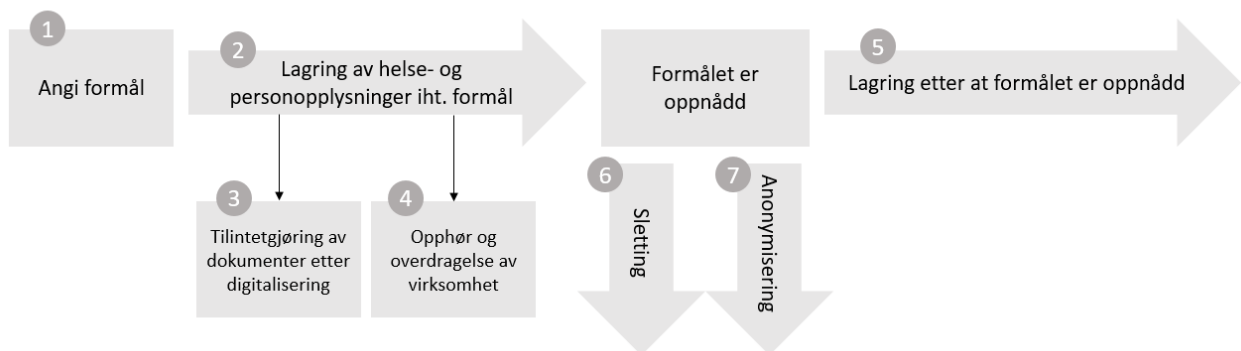 1
Angi formål
2
Lagring av helse- og
personopplysninger iht. formål
Formålet er
oppnådd
5
Lagring etter at formålet er oppnådd
3
Tilintetgjøring av
dokumenter etter
digitalisering
4
Opphør og
overdragelse av
virksomhet
6
Sletting
7
Anonymisering